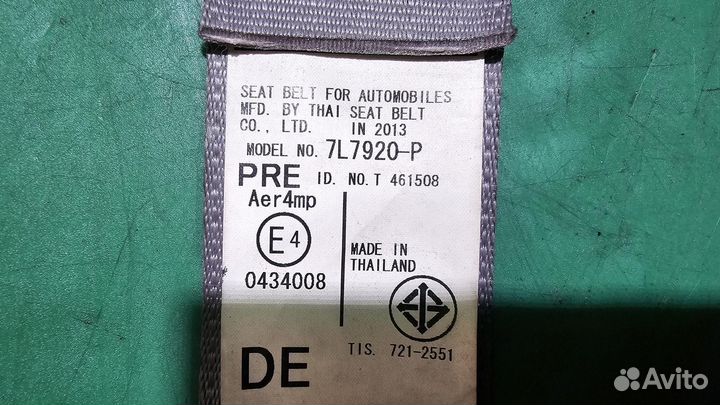 SEAT BELT FOR AUTOMOBILES
MFD. BY THAI SEAT BELT
CO., LTD. IN 2013
MODEL NO. 7L7920-P
PRE ID. NO. T 461508
Aer4mp
E4
MADE IN
THAILAND
0434008
TIS. 721-2551
DE
Avito